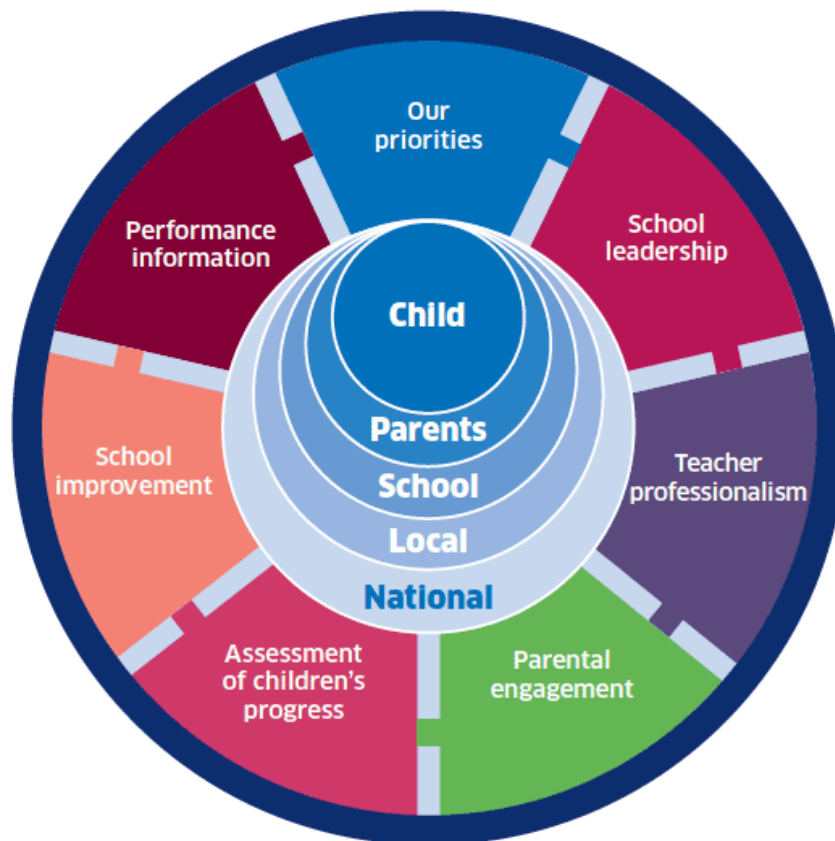 Our
priorities
School
leadership
Teacher
professionalism
Parental
engagement
Assessment
of children's
progress
School
improvement
Performance
information
Child
Parents
School
Local
National